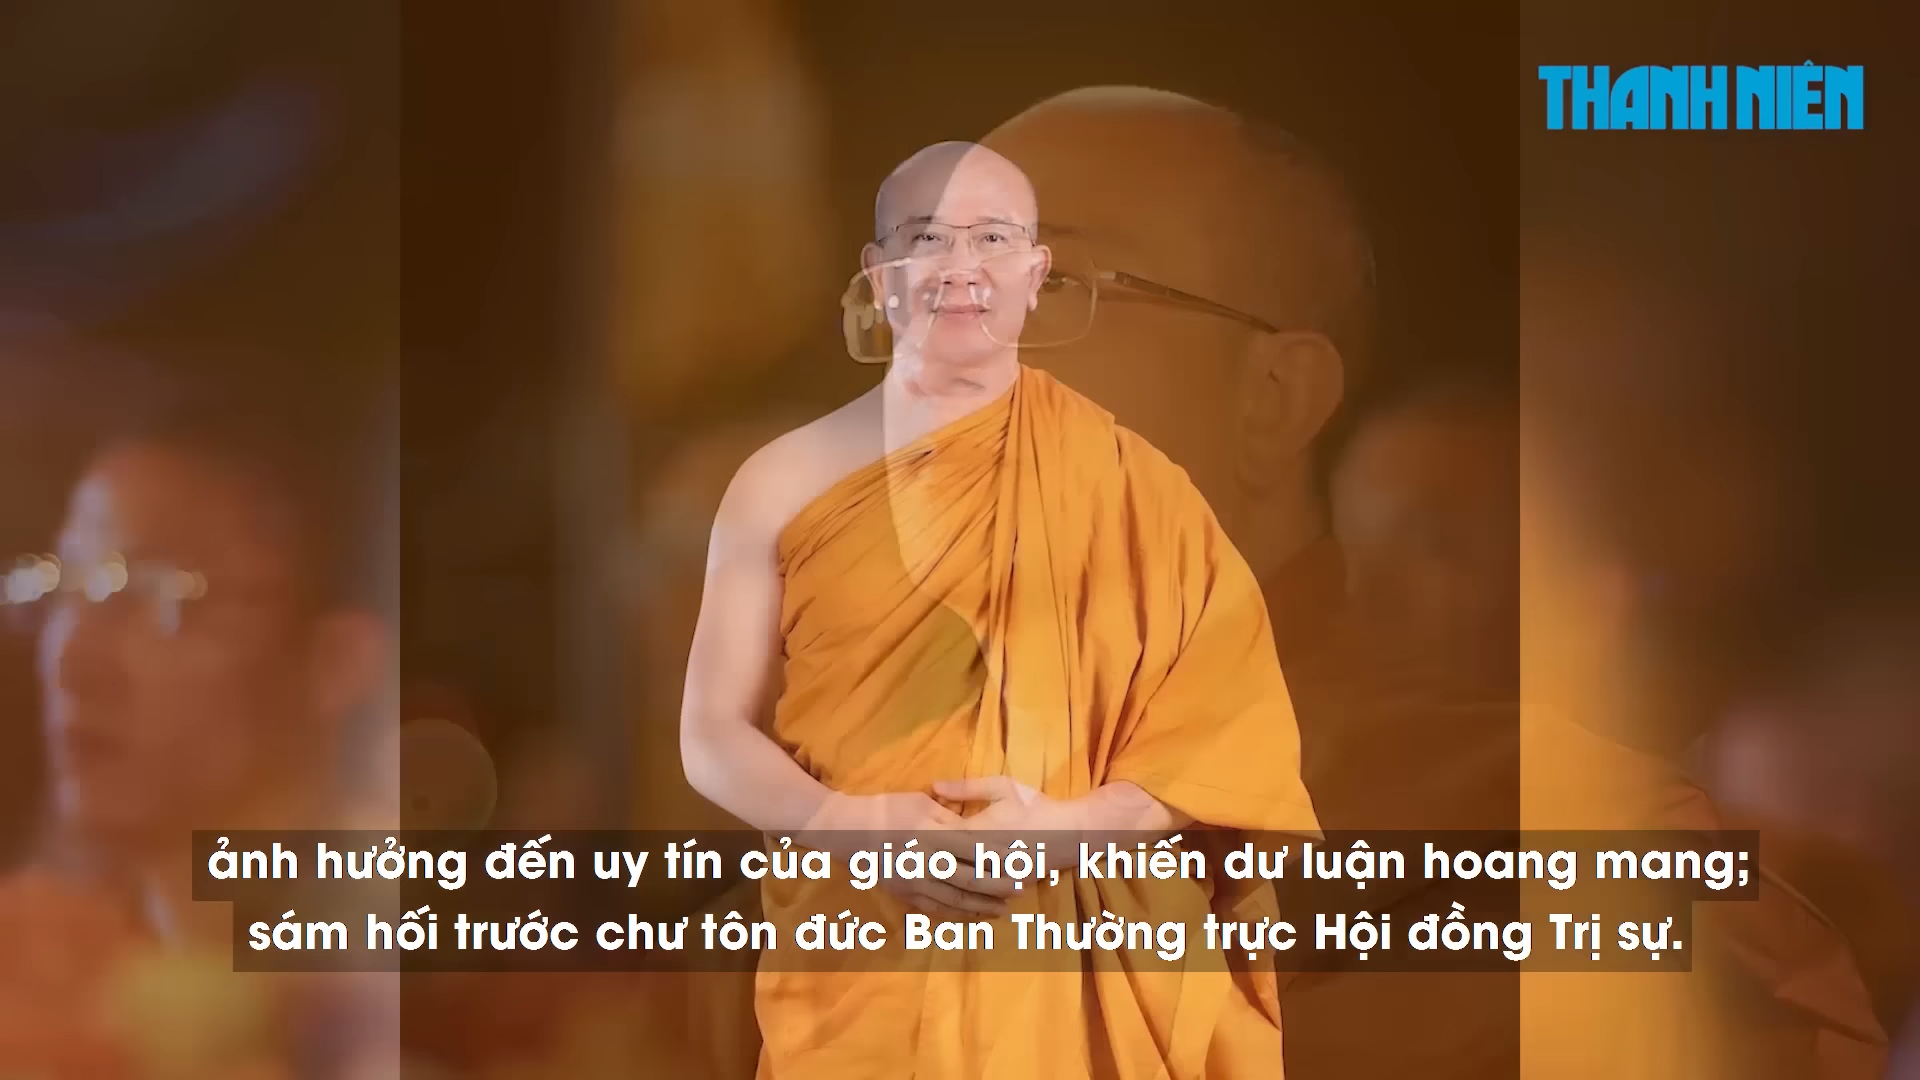 THANH NIÊN
ảnh hưởng đến uy tín của giáo hội, khiến dư luận hoang mang;
sám hối trước chư tôn đức Ban Thường trực Hội đồng Trị sự.